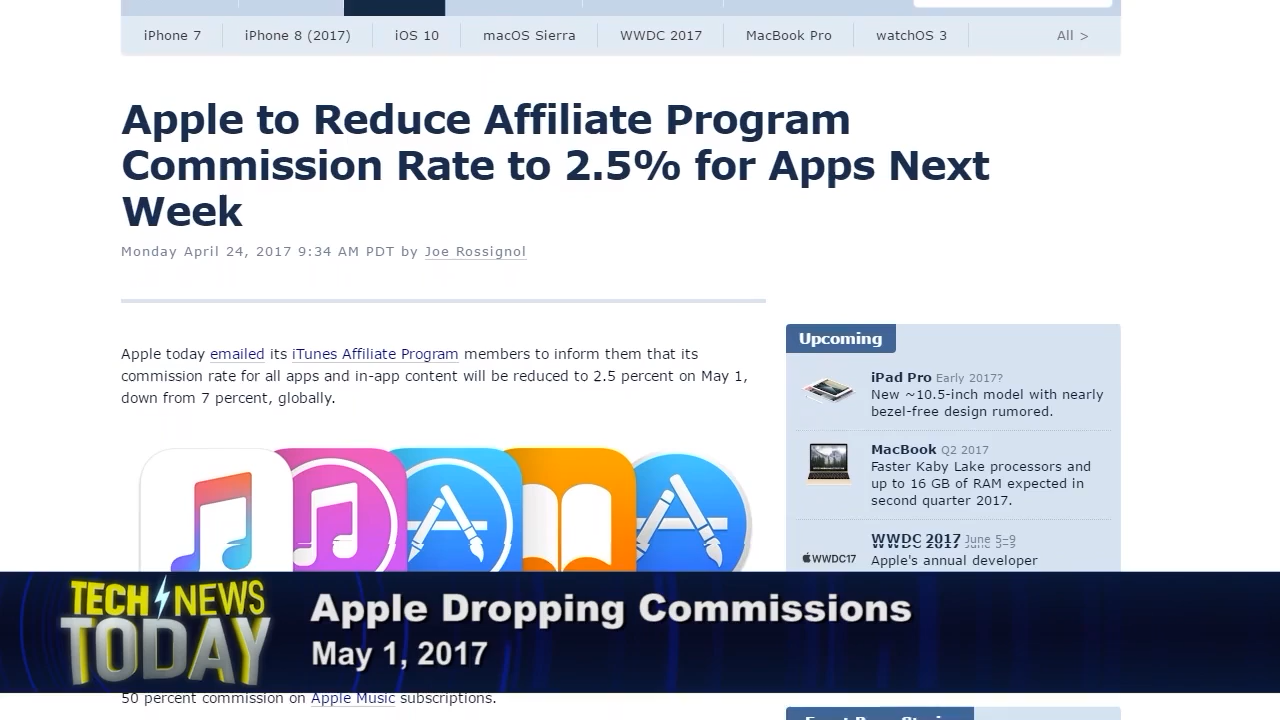 iPhone 7 iPhone 8 (2017) iOS 10 macOS Sierra WWDC 2017 MacBook Pro watchOS 3 All >
Apple to Reduce Affiliate Program
Commission Rate to 2.5% for Apps Next
Week
Monday April 24, 2017 9:34 AM PDT by Joe Rossignol
Apple today emailed its iTunes Affiliate Program members to inform them that its
commission rate for all apps and in-app content will be reduced to 2.5 percent on May 1,
down from 7 percent, globally.
Upcoming
iPad Pro Early 2017?
New ~10.5-inch model with nearly
bezel-free design rumored.
MacBook Q2 2017
Faster Kaby Lake processors and
up to 16 GB of RAM expected in
second quarter 2017.
WWDC 2017 June 5–9
WWDC17
Apple's annual developer
TECH NEWS
TODAY
Apple Dropping Commissions
May 1, 2017
50 percent commission on Apple Music subscriptions.